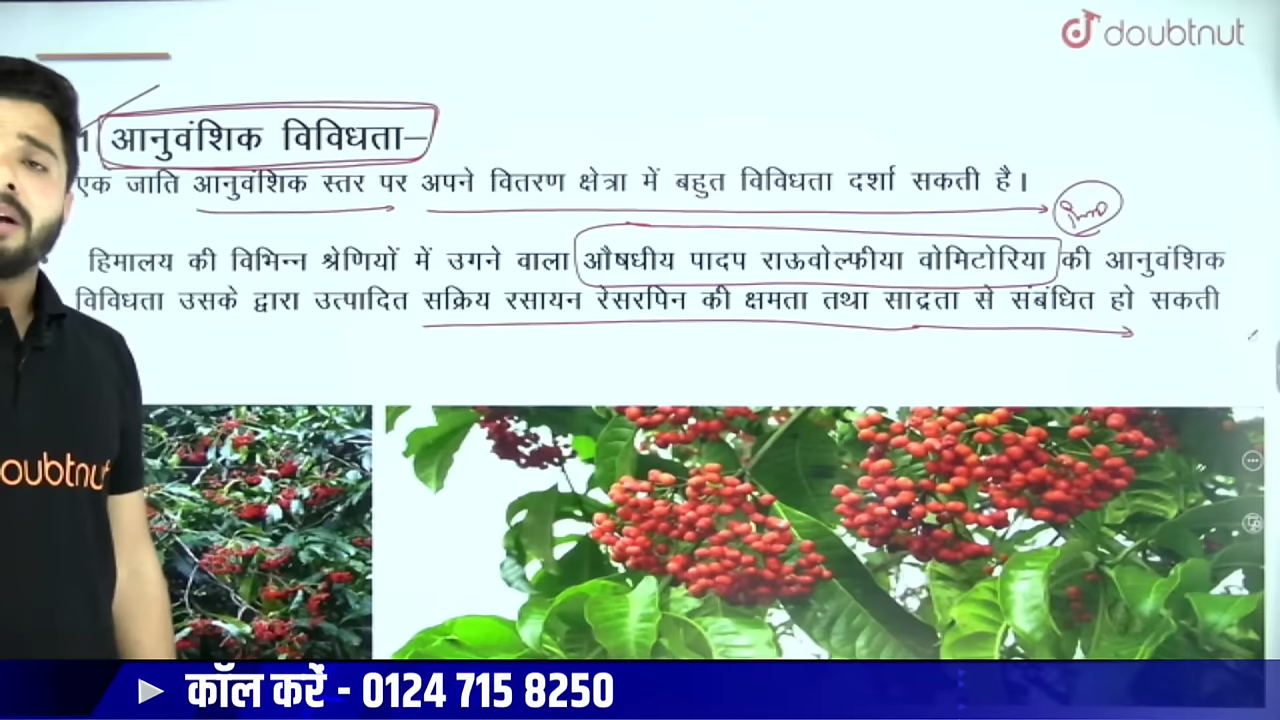 doubtnut
1 आनुवंशिक विविधता–
एक जाति आनुवंशिक स्तर पर अपने वितरण क्षेत्रा में बहुत विविधता दर्शा सकती है।
हिमालय की विभिन्न श्रेणियों में उगने वाला औषधीय पादप राऊवोल्फीया वोमिटोरिया की आनुवंशिक
विविधता उसके द्वारा उत्पादित सक्रिय रसायन रेसरपिन की क्षमता तथा साद्रता से संबंधित हो सकती
oubtnut
कॉल करें - 0124 715 8250